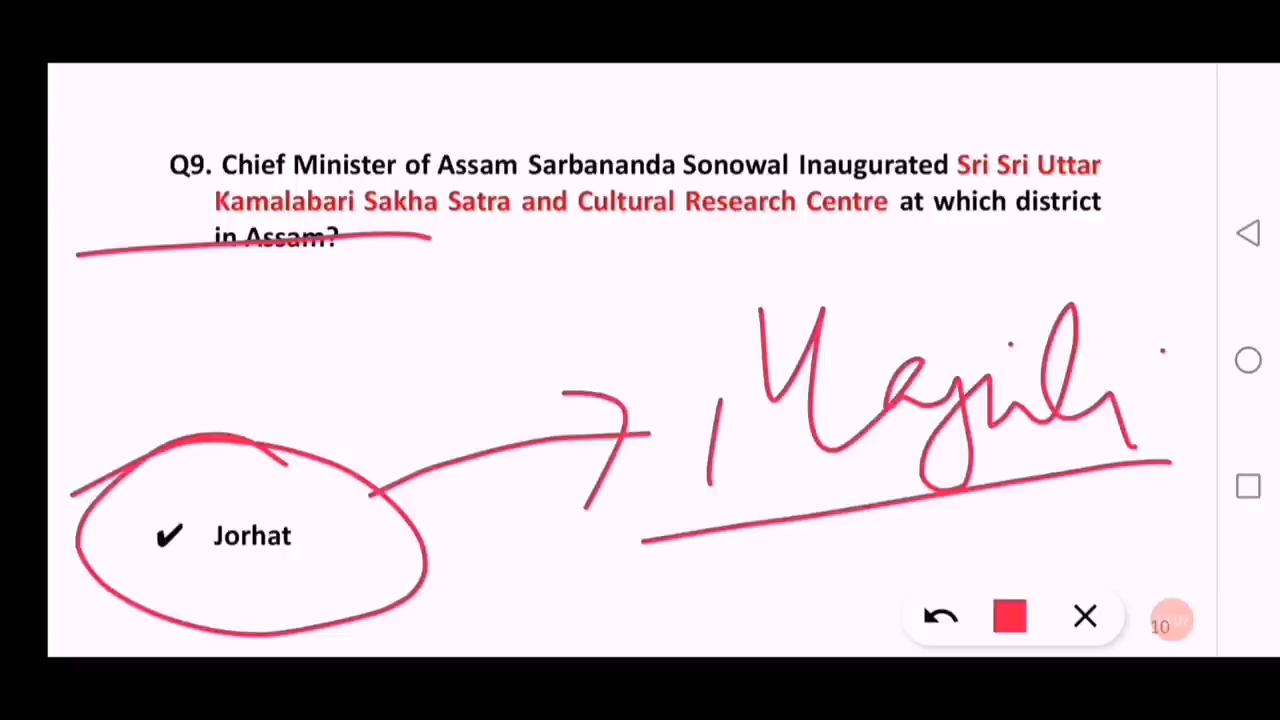 Q9. Chief Minister of Assam Sarbananda Sonowal Inaugurated Sri Sri Uttar
Kamalabari Sakha Satra and Cultural Research Centre at which district
in Assam?
Majuli
✔ Jorhat
10